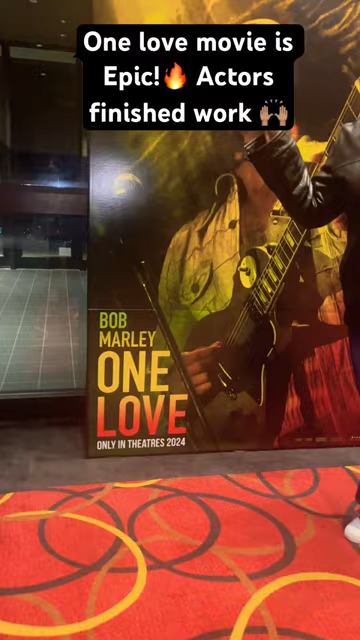 One love movie is
Epic!🔥 Actors
finished work 🙌🏽
BOB
MARLEY
ONE
LOVE
ONLY IN THEATRES 2024